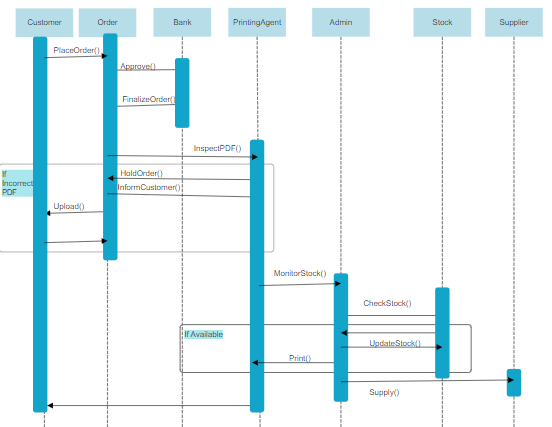 Customer
Order
Bank
PrintingAgent
Admin
Stock
Supplier
PlaceOrder()
Approve()
FinalizeOrder()
InspectPDF()
HoldOrder()
If
Incorrect
PDF
InformCustomer()
Upload()
MonitorStock()
CheckStock()
If Available
UpdateStock()
Print()
Supply()